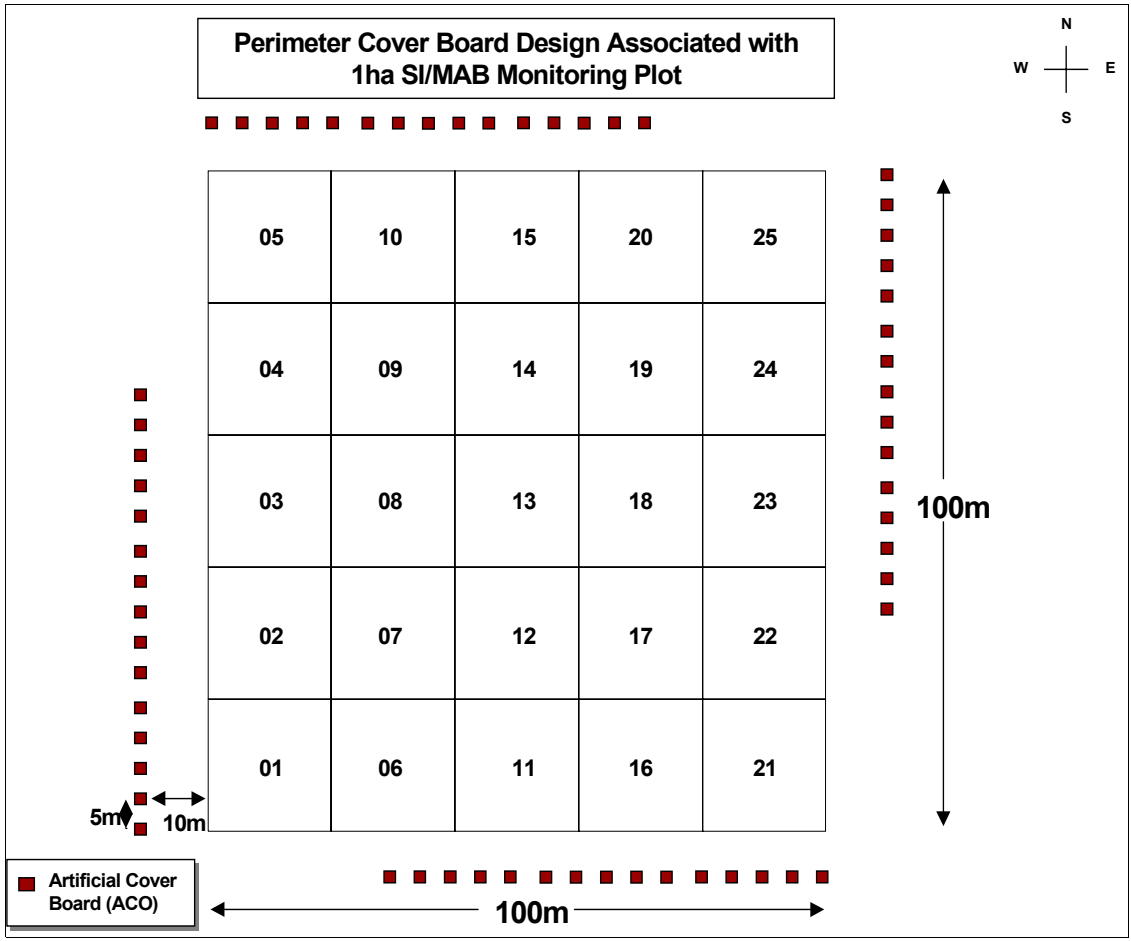 Perimeter Cover Board Design Associated with
1ha SI/MAB Monitoring Plot
N
W E
S
05 10 15 20 25
04 09 14 19 24
03 08 13 18 23
100m
02 07 12 17 22
01 06 11 16 21
5m
10m
Artificial Cover
Board (ACO)
100m